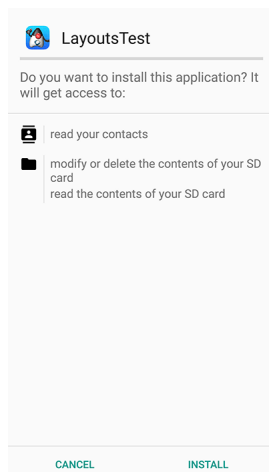 LayoutsTest
Do you want to install this application? It
will get access to:
read your contacts
modify or delete the contents of your SD
card
read the contents of your SD card
CANCEL INSTALL